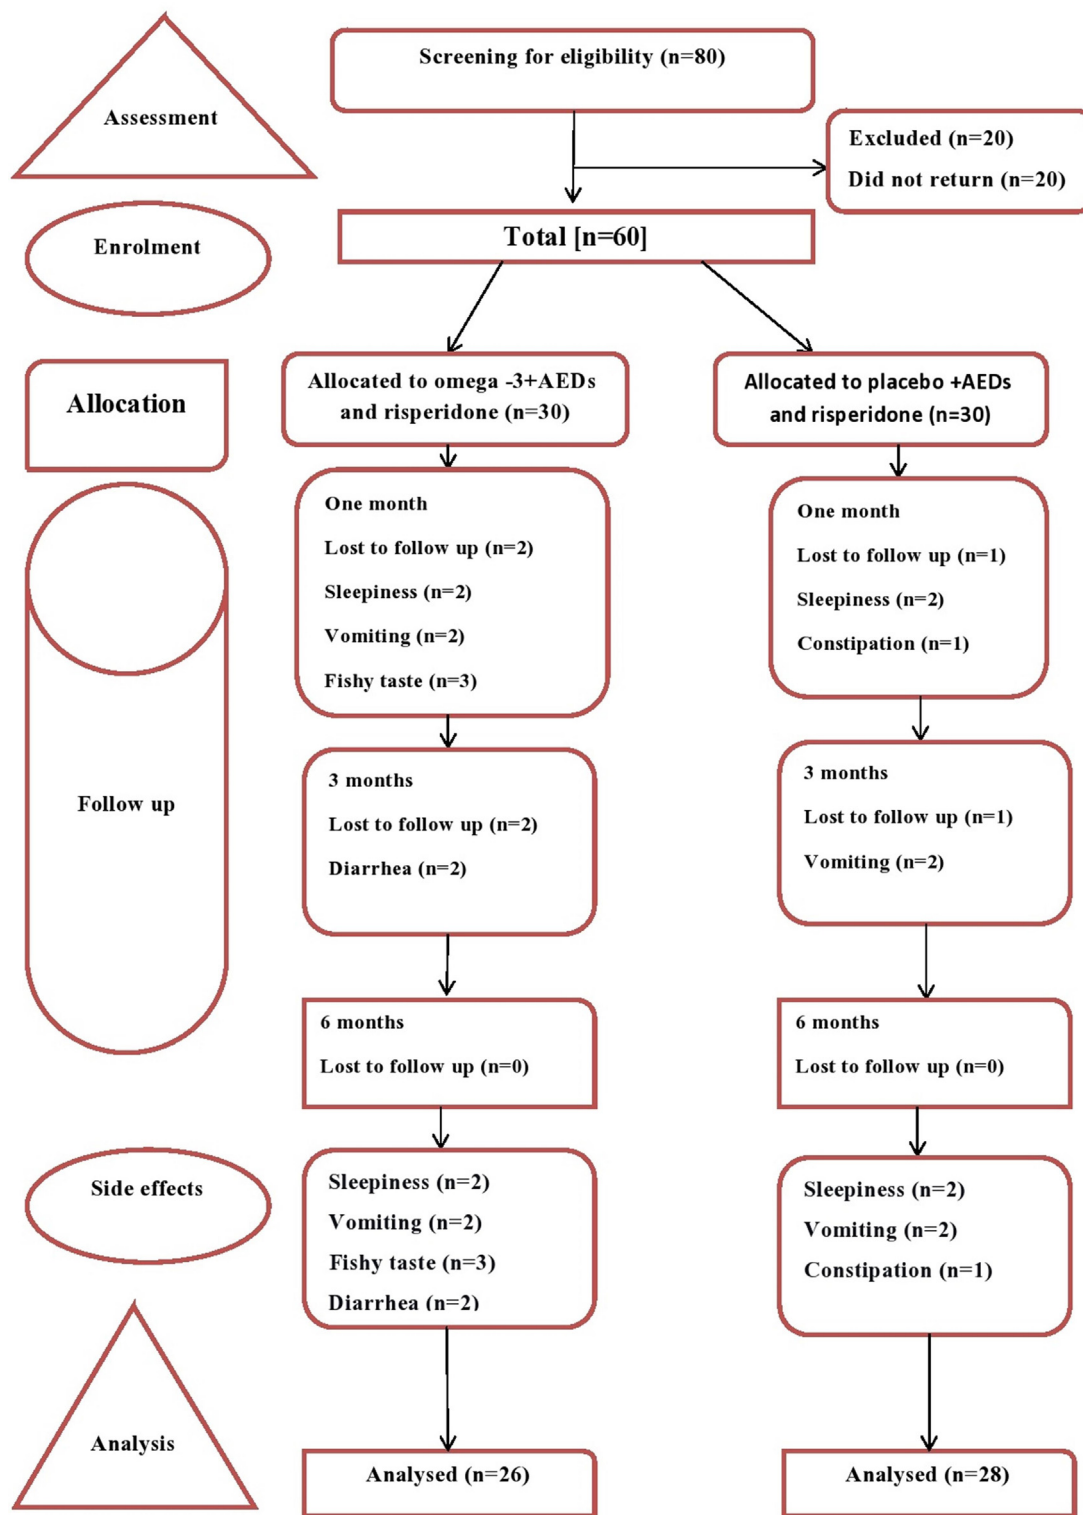 Assessment
Screening for eligibility (n=80)
Excluded (n=20)
Did not return (n=20)
Enrolment
Total [n=60]
Allocation
Allocated to omega -3+AEDs
and risperidone (n=30)
Allocated to placebo +AEDs
and risperidone (n=30)
Follow up
One month
Lost to follow up (n=2)
Sleepiness (n=2)
Vomiting (n=2)
Fishy taste (n=3)
One month
Lost to follow up (n=1)
Sleepiness (n=2)
Constipation (n=1)
3 months
Lost to follow up (n=2)
Diarrhea (n=2)
3 months
Lost to follow up (n=1)
Vomiting (n=2)
6 months
Lost to follow up (n=0)
6 months
Lost to follow up (n=0)
Side effects
Sleepiness (n=2)
Vomiting (n=2)
Fishy taste (n=3)
Diarrhea (n=2)
Sleepiness (n=2)
Vomiting (n=2)
Constipation (n=1)
Analysis
Analysed (n=26)
Analysed (n=28)